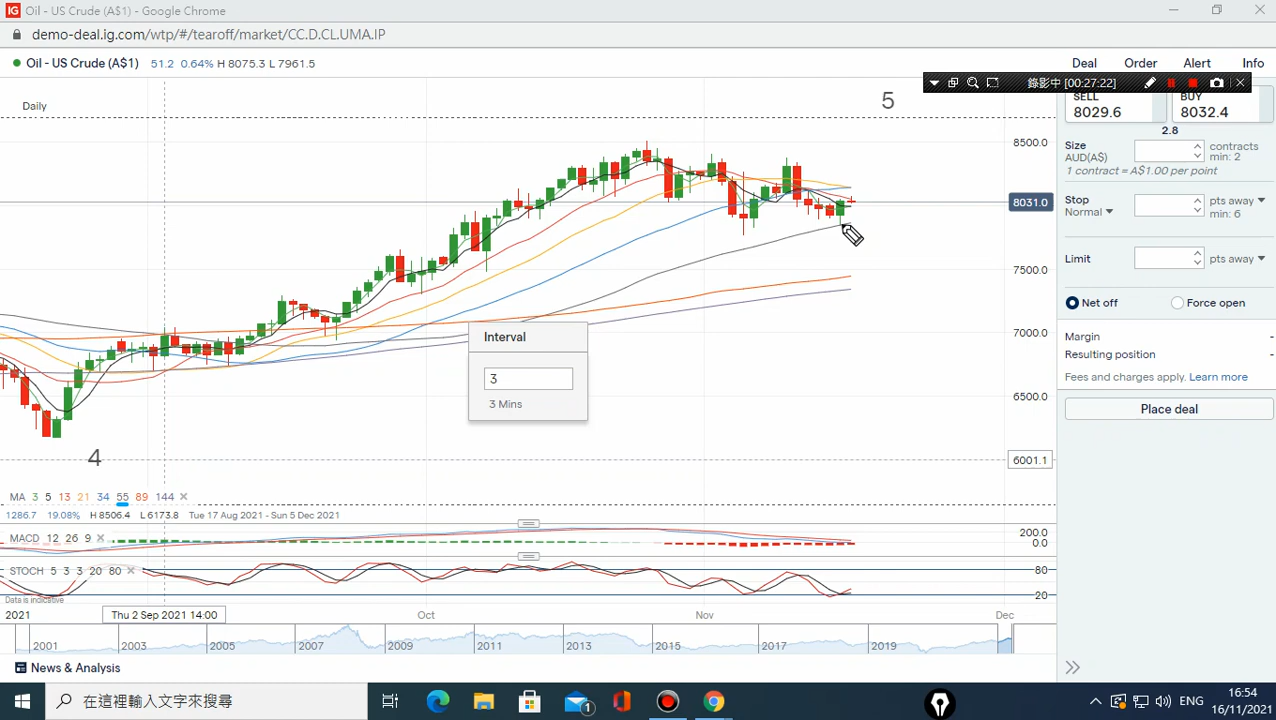 IG Oil - US Crude (A$1) - Google Chrome
demo-deal.ig.com/wtp/#/tearoff/market/CC.D.CL.UMA.IP
Oil - US Crude (A$1) 51.2 0.64% H 8075.3 L 7961.5
Deal Order Alert Info
錄影中 [00:27:22]
Daily
5
SELL
8029.6
BUY
8032.4
2.8
Size
AUD(A$)
contracts
min: 2
1 contract = A$1.00 per point
Stop
Normal
pts away
min: 6
Limit
pts away
Net off
Force open
Margin -
Resulting position -
Fees and charges apply. Learn more
Place deal
8500.0
8031.0
7500.0
7000.0
6500.0
6001.1
Interval
3
3 Mins
4
MA 3 5 13 21 34 55 89 144
1286.7 19.08% H 8506.4 L 6173.8 Tue 17 Aug 2021 - Sun 5 Dec 2021
MACD 12 26 9
200.0
0.0
STOCH 5 3 3 20 80
80
20
Data is indicative
2021 Thu 2 Sep 2021 14:00 Oct Nov Dec
2001 2003 2005 2007 2009 2011 2013 2015 2017 2019
News & Analysis
在這裡輸入文字來搜尋
1
ENG
16:54
16/11/2021